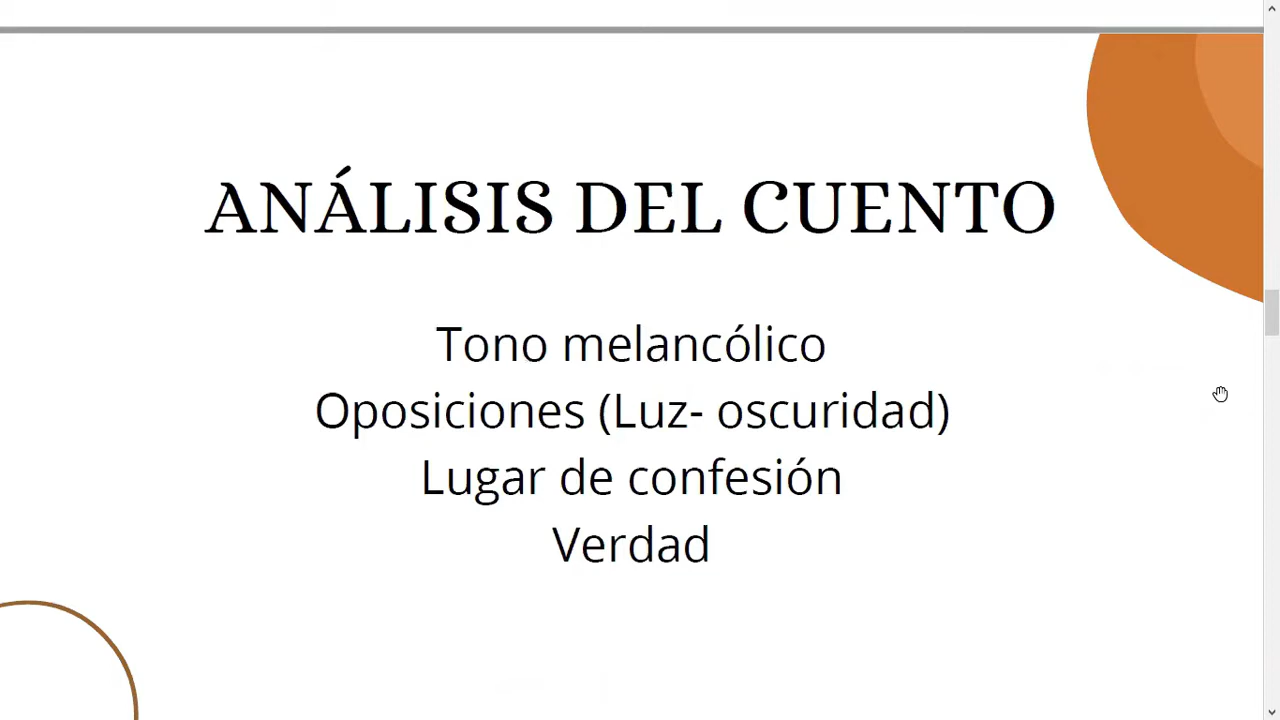 ANÁLISIS DEL CUENTO
Tono melancólico
Oposiciones (Luz- oscuridad)
Lugar de confesión
Verdad